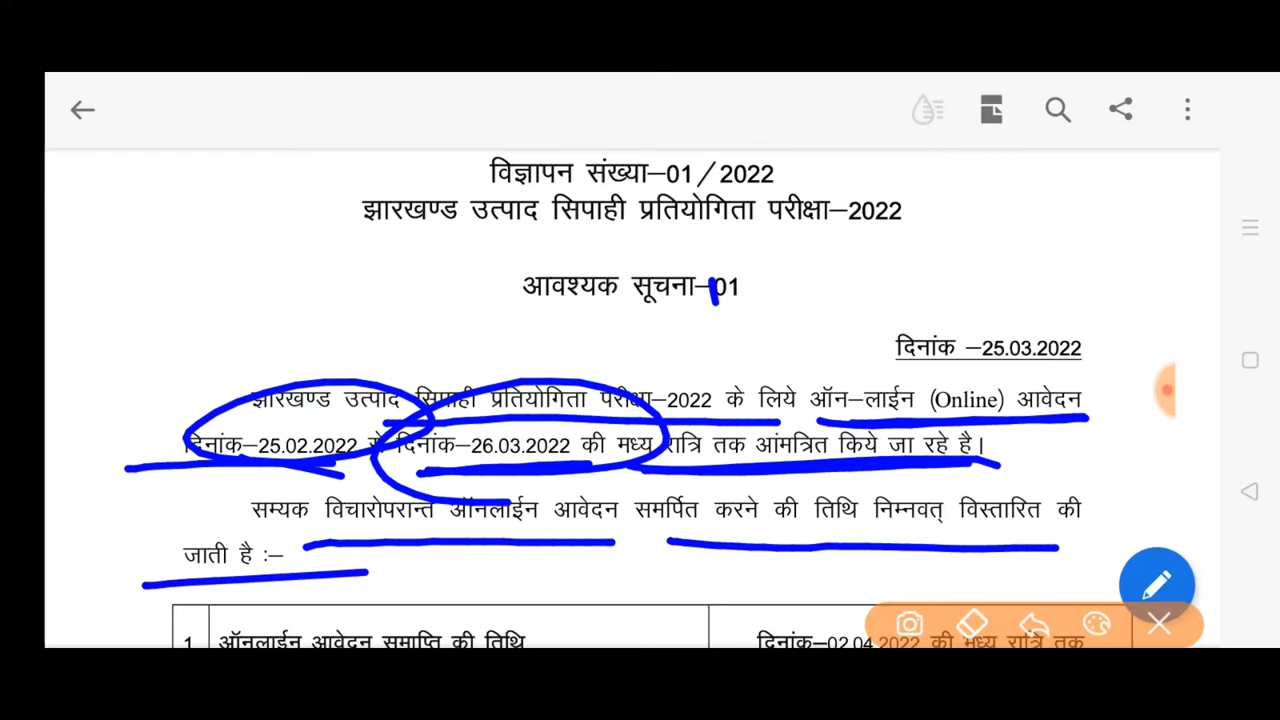 विज्ञापन संख्या–01/2022
झारखण्ड उत्पाद सिपाही प्रतियोगिता परीक्षा–2022
आवश्यक सूचना–01
दिनांक –25.03.2022
झारखण्ड उत्पाद सिपाही प्रतियोगिता परीक्षा–2022 के लिये ऑन–लाईन (Online) आवेदन
दिनांक–25.02.2022 से दिनांक–26.03.2022 की मध्य रात्रि तक आंमत्रित किये जा रहे है।
सम्यक विचारोपरान्त ऑनलाईन आवेदन समर्पित करने की तिथि निम्नवत् विस्तारित की
जाती है :–
1 ऑनलाईन आवेदन समाप्ति की तिथि दिनांक–02.04.2022 की मध्य रात्रि तक